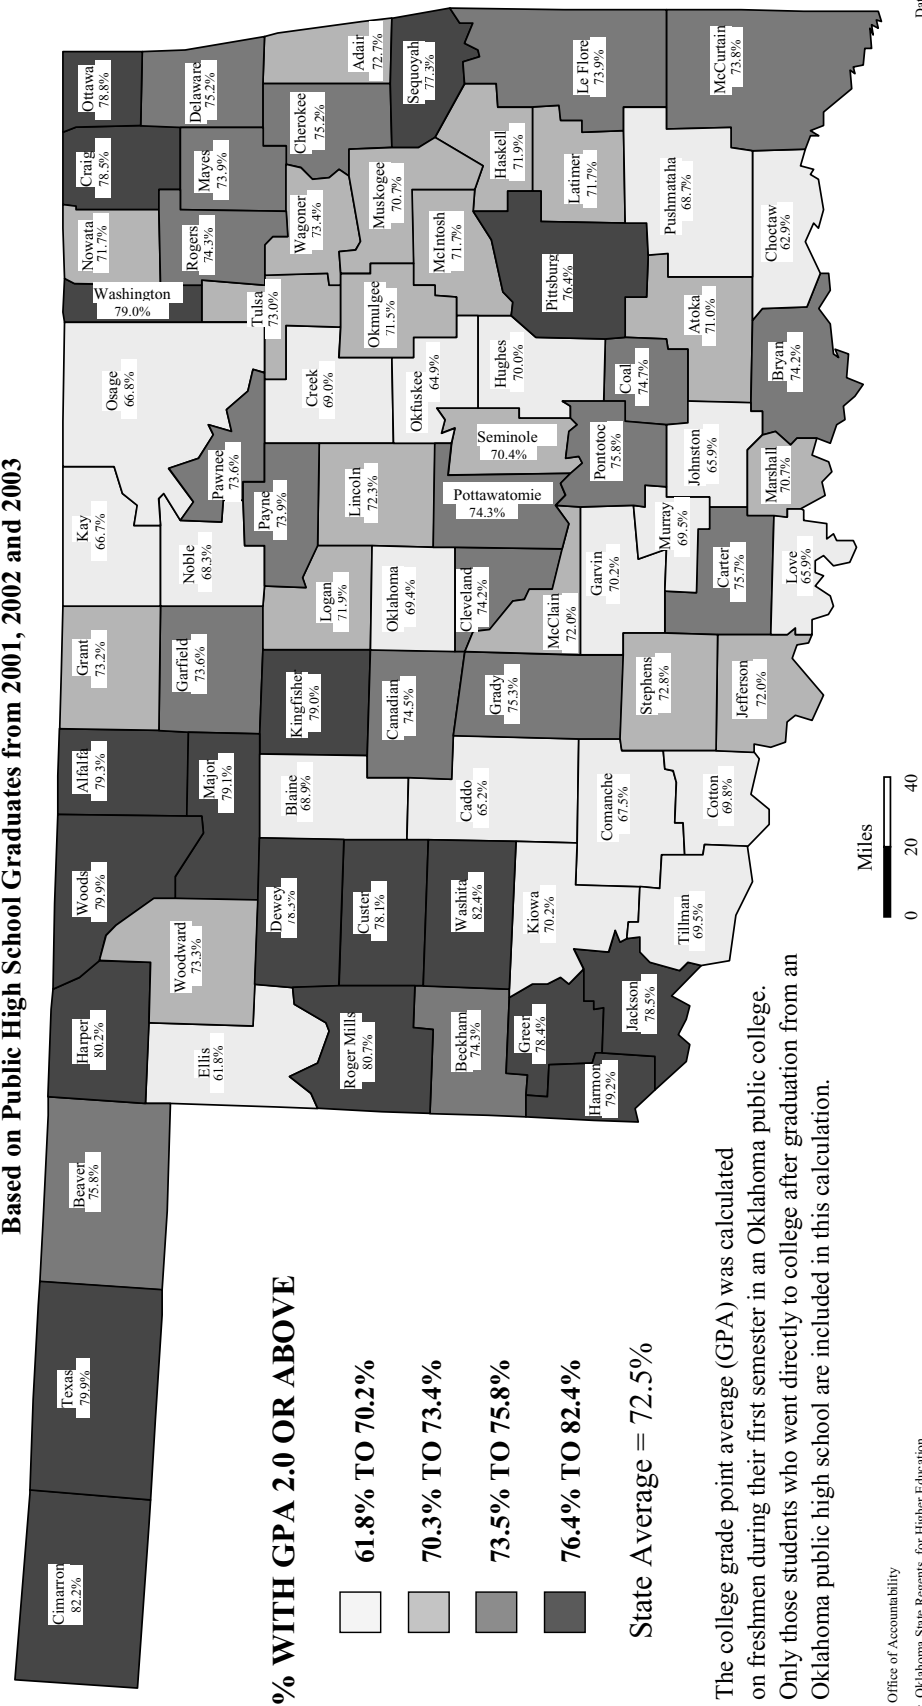 Based on Public High School Graduates from 2001, 2002 and 2003
Cimarron
82.2%
Texas
79.9%
Beaver
75.8%
Harper
80.2%
Woods
79.9%
Alfalfa
79.3%
Grant
73.2%
Kay
66.7%
Osage
66.8%
Washington
79.0%
Nowata
71.7%
Craig
78.5%
Ottawa
78.8%
Ellis
61.8%
Woodward
73.3%
Major
79.1%
Garfield
73.6%
Noble
68.3%
Pawnee
73.6%
Rogers
74.3%
Mayes
73.9%
Delaware
75.2%
Dewey
Blaine
68.9%
Kingfisher
79.0%
Logan
71.9%
Payne
73.9%
Creek
69.0%
Tulsa
73.0%
Wagoner
73.4%
Cherokee
75.2%
Adair
72.7%
Roger Mills
80.7%
Custer
78.1%
Canadian
74.5%
Oklahoma
69.4%
Lincoln
72.3%
Okfuskee
64.9%
Okmulgee
71.5%
Muskogee
70.7%
Sequoyah
77.3%
Beckham
74.3%
Washita
82.4%
Caddo
65.2%
Grady
75.3%
Cleveland
74.2%
Pottawatomie
74.3%
Seminole
70.4%
Hughes
70.0%
McIntosh
71.7%
Haskell
71.9%
Green
78.4%
Kiowa
70.2%
McClain
72.0%
Pittsburg
76.4%
Latimer
71.7%
Le Flore
73.9%
Harmon
79.2%
Jackson
78.5%
Comanche
67.5%
Stephens
72.8%
Garvin
70.2%
Murray
69.5%
Pontotoc
75.8%
Coal
74.7%
Atoka
71.0%
Pushmataha
68.7%
McCurtain
73.8%
Tillman
69.5%
Cotton
69.8%
Jefferson
72.0%
Carter
75.7%
Johnston
65.9%
Love
65.9%
Marshall
70.7%
Bryan
74.2%
Choctaw
62.9%
% WITH GPA 2.0 OR ABOVE
61.8% TO 70.2%
70.3% TO 73.4%
73.5% TO 75.8%
76.4% TO 82.4%
State Average = 72.5%
Miles
0 20 40
The college grade point average (GPA) was calculated
on freshmen during their first semester in an Oklahoma public college.
Only those students who went directly to college after graduation from an
Oklahoma public high school are included in this calculation.
Office of Accountability
Oklahoma State Regents for Higher Education